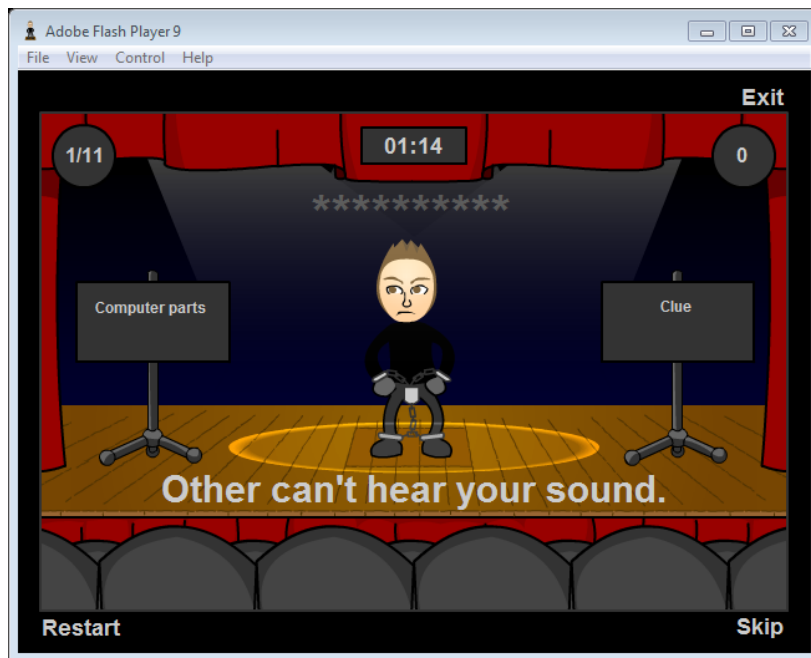 Adobe Flash Player 9
File View Control Help
Exit
1/11
01:14
0
**********
Computer parts
Clue
Other can't hear your sound.
Restart
Skip